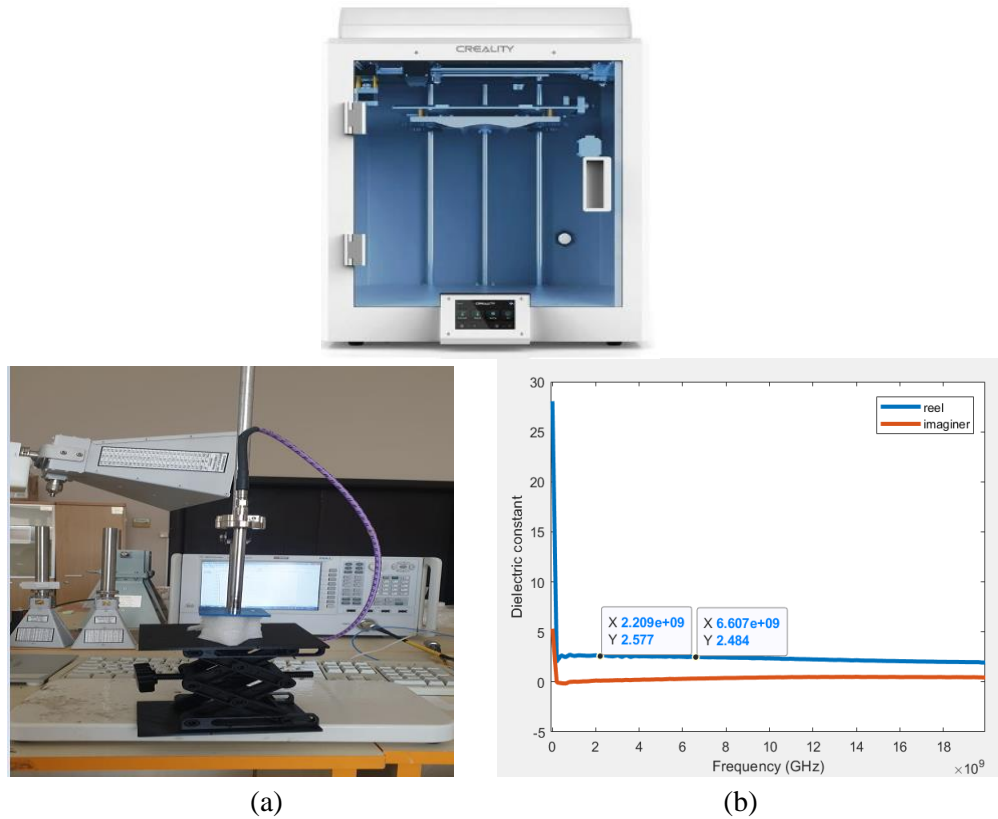 CREALITY
CREALITY
30
25
20
15
10
5
0
-5
Dielectric constant
reel
imaginer
X 2.209e+09
Y 2.577
X 6.607e+09
Y 2.484
0 2 4 6 8 10 12 14 16 18
Frequency (GHz)
×10⁹
(a)
(b)